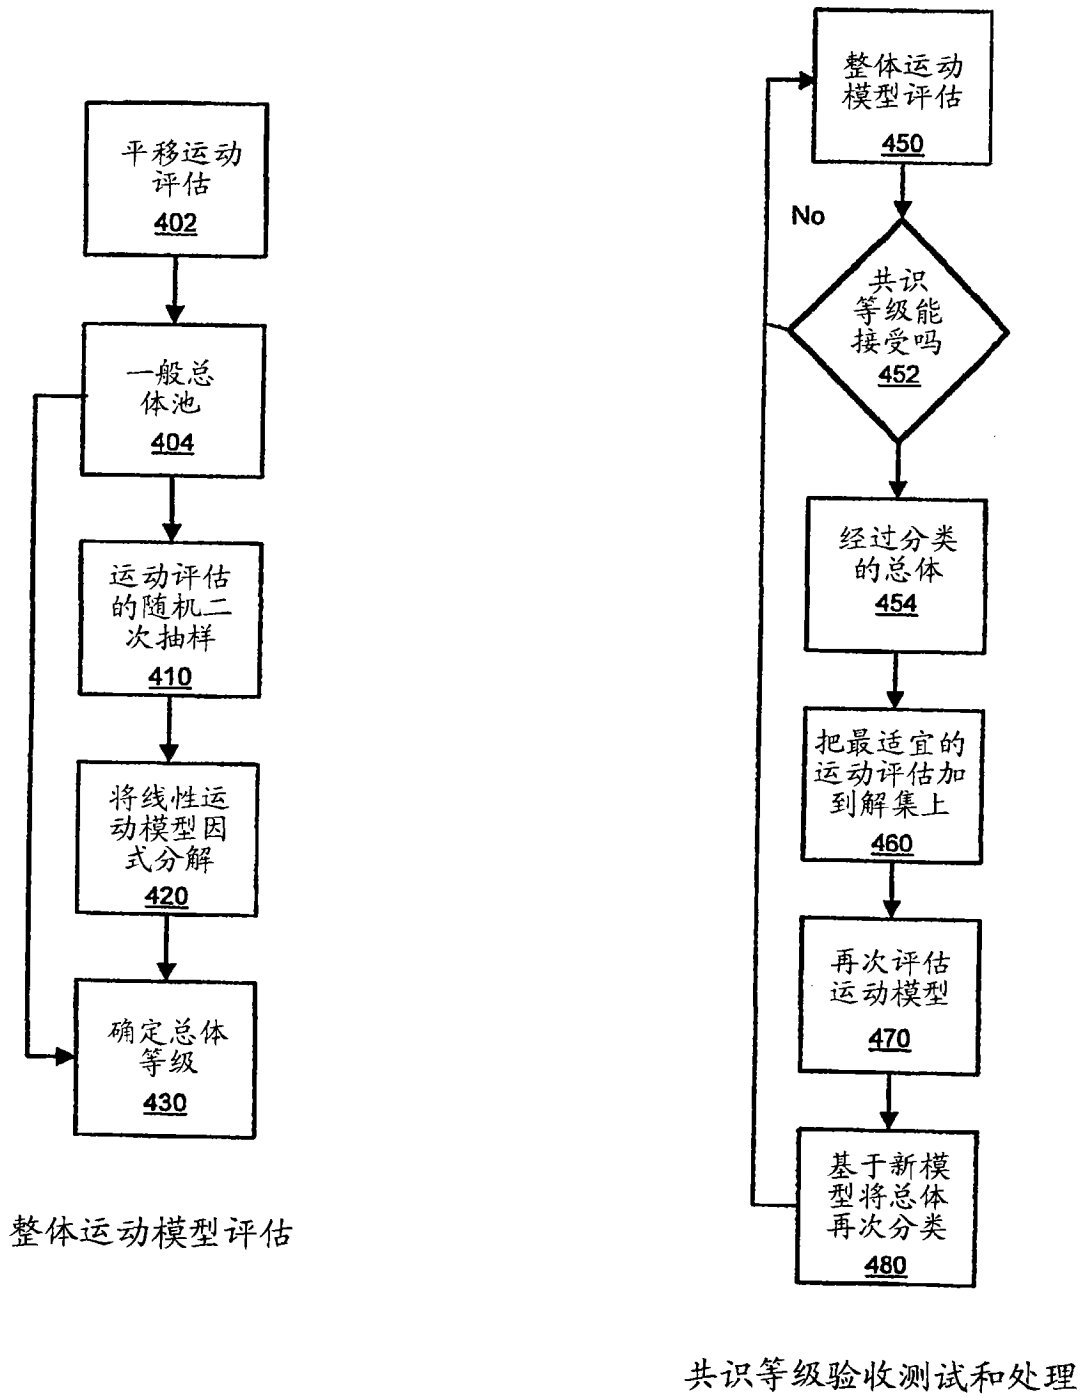 平移运动
评估
402
一般总
体池
404
运动评估
的随机二
次抽样
410
将线性运
动模型因
式分解
420
确定总体
等级
430
整体运动模型评估
整体运动
模型评估
450
No
共识
等级能
接受吗
452
经过分类
的总体
454
把最适宜的
运动评估加
到解集上
460
再次评估
运动模型
470
基于新模
型将总体
再次分类
480
共识等级验收测试和处理